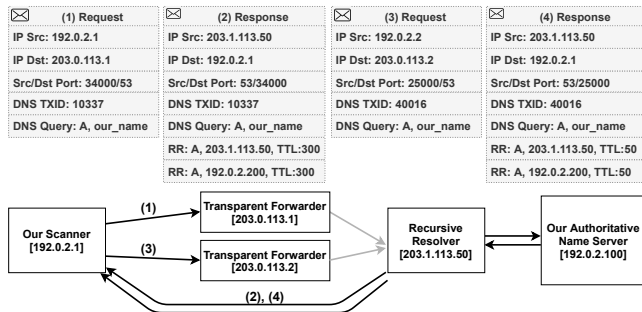 (1) Request
IP Src: 192.0.2.1
IP Dst: 203.0.113.1
Src/Dst Port: 34000/53
DNS TXID: 10337
DNS Query: A, our_name
(2) Response
IP Src: 203.1.113.50
IP Dst: 192.0.2.1
Src/Dst Port: 53/34000
DNS TXID: 10337
DNS Query: A, our_name
RR: A, 203.1.113.50, TTL:300
RR: A, 192.0.2.200, TTL:300
(3) Request
IP Src: 192.0.2.2
IP Dst: 203.0.113.2
Src/Dst Port: 25000/53
DNS TXID: 40016
DNS Query: A, our_name
(4) Response
IP Src: 203.1.113.50
IP Dst: 192.0.2.1
Src/Dst Port: 53/25000
DNS TXID: 40016
DNS Query: A, our_name
RR: A, 203.1.113.50, TTL:50
RR: A, 192.0.2.200, TTL:50
Our Scanner
[192.0.2.1]
(1)
(3)
Transparent Forwarder
[203.0.113.1]
Transparent Forwarder
[203.0.113.2]
(2), (4)
Recursive
Resolver
[203.1.113.50]
Our Authoritative
Name Server
[192.0.2.100]